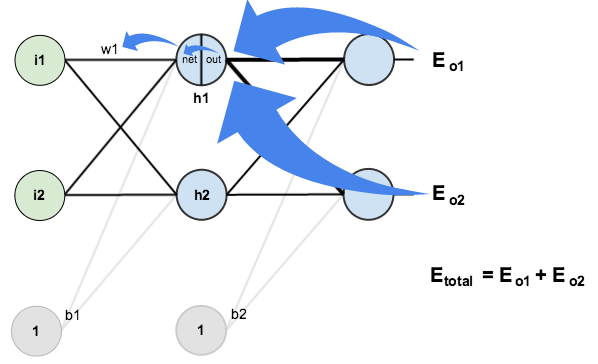 w1
i1
net
out
E o1
h1
i2
h2
E o2
E total = E o1 + E o2
b1
b2
1
1